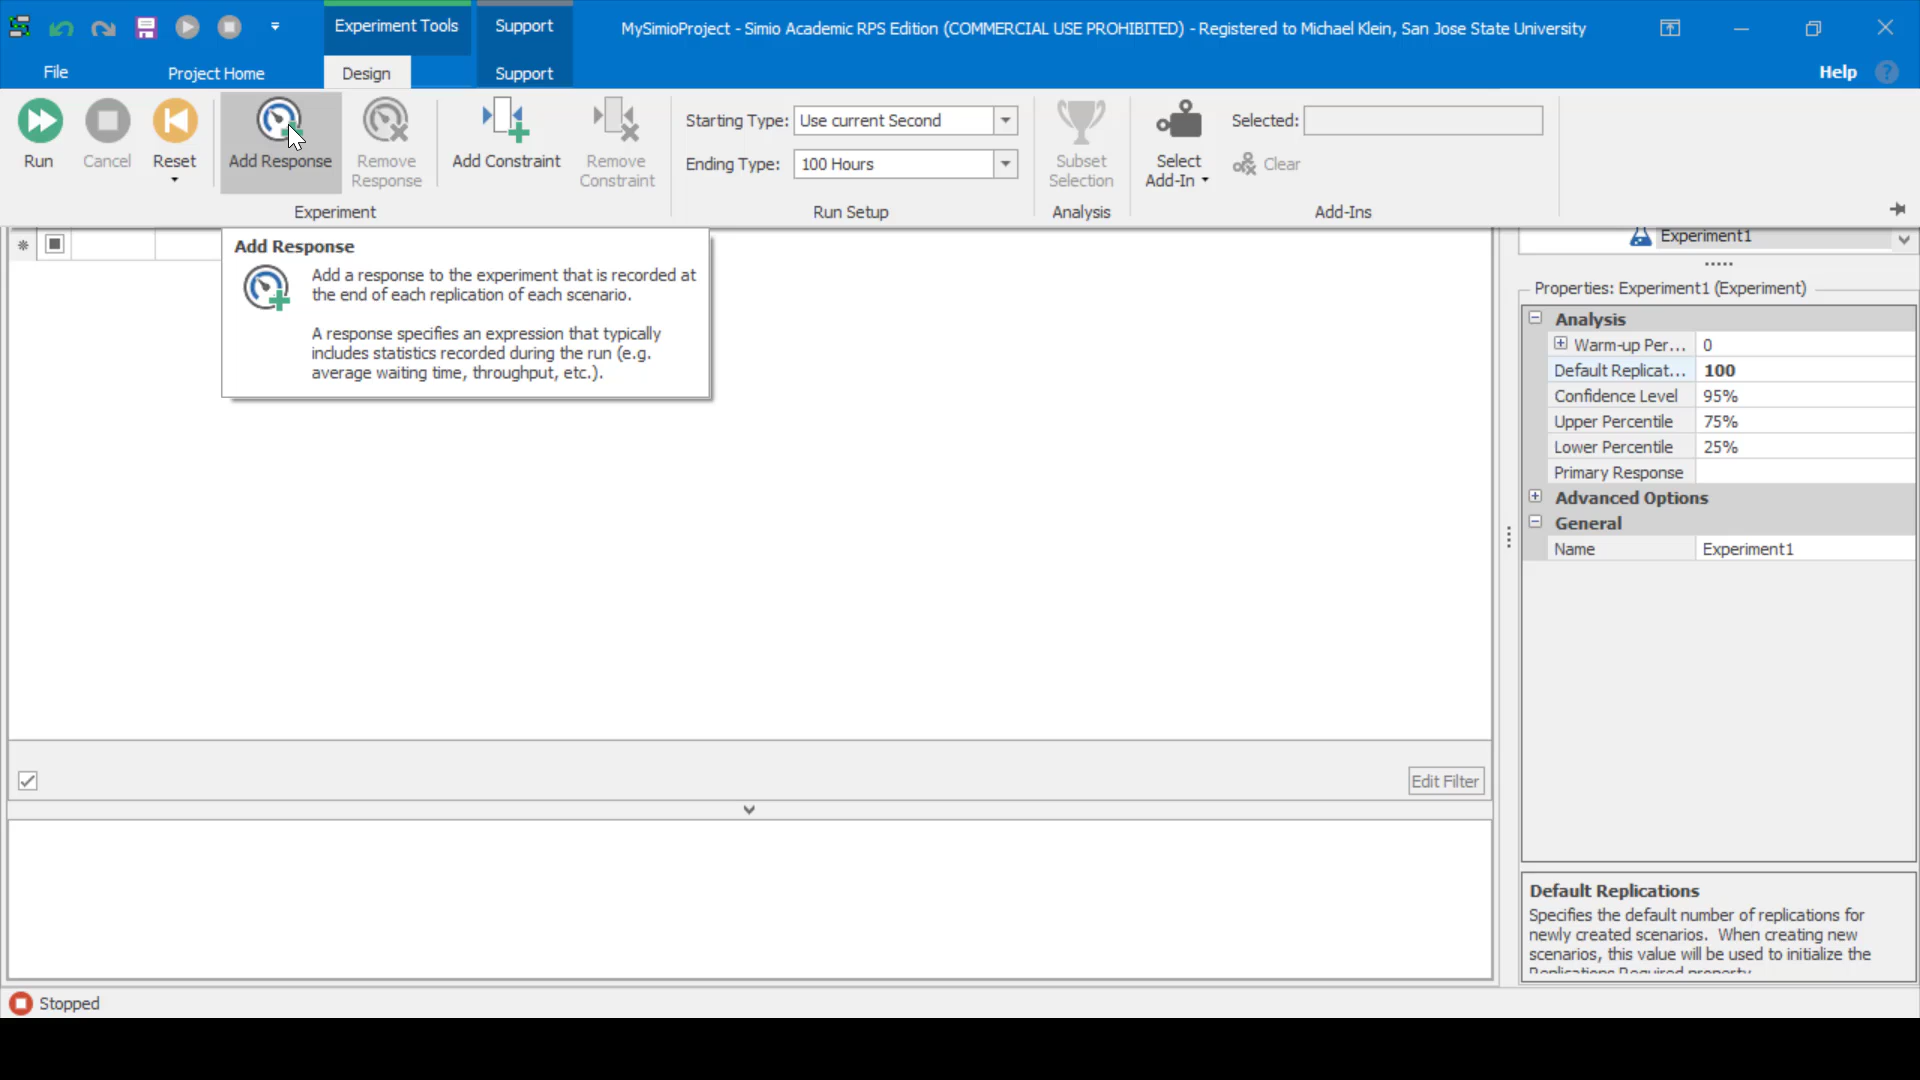 Experiment Tools
Support
MySimioProject - Simio Academic RPS Edition (COMMERCIAL USE PROHIBITED) - Registered to Michael Klein, San Jose State University
File
Project Home
Design
Support
Help
?
Run
Cancel
Reset
Add Response
Remove
Response
Add Constraint
Remove
Constraint
Experiment
Starting Type:
Use current Second
Ending Type:
100 Hours
Run Setup
Subset
Selection
Analysis
Select
Add-In
Selected:
Clear
Add-Ins
Add Response
Add a response to the experiment that is recorded at
the end of each replication of each scenario.
A response specifies an expression that typically
includes statistics recorded during the run (e.g.
average waiting time, throughput, etc.).
Edit Filter
Experiment1
Properties: Experiment1 (Experiment)
Analysis
Warm-up Per... 0
Default Replicat... 100
Confidence Level 95%
Upper Percentile 75%
Lower Percentile 25%
Primary Response
Advanced Options
General
Name Experiment1
Default Replications
Specifies the default number of replications for
newly created scenarios. When creating new
scenarios, this value will be used to initialize the
Replications Required property.
Stopped